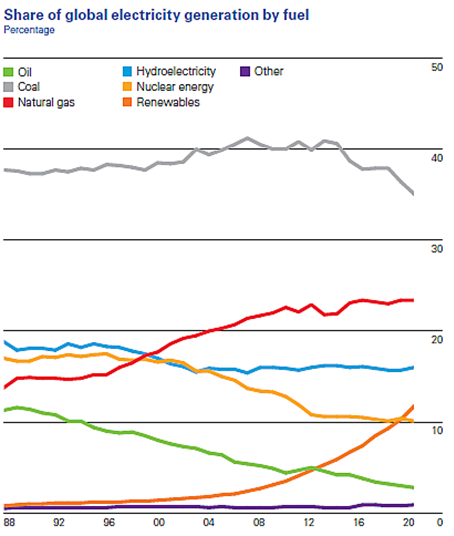 Share of global electricity generation by fuel
Percentage
50
Oil Hydroelectricity Other
Coal Nuclear energy
Natural gas Renewables
40
30
20
10
88 92 96 00 04 08 12 16 20 0